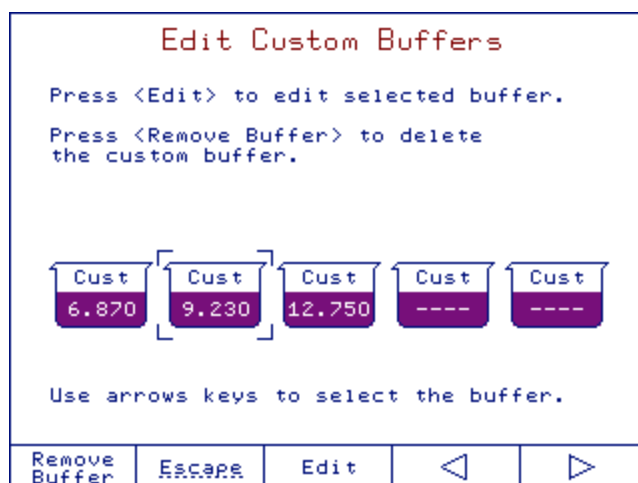 Edit Custom Buffers
Press <Edit> to edit selected buffer.
Press <Remove Buffer> to delete
the custom buffer.
Cust Cust Cust Cust Cust
6.870 9.230 12.750 ---- ----
Use arrows keys to select the buffer.
Remove
Buffer Escape Edit